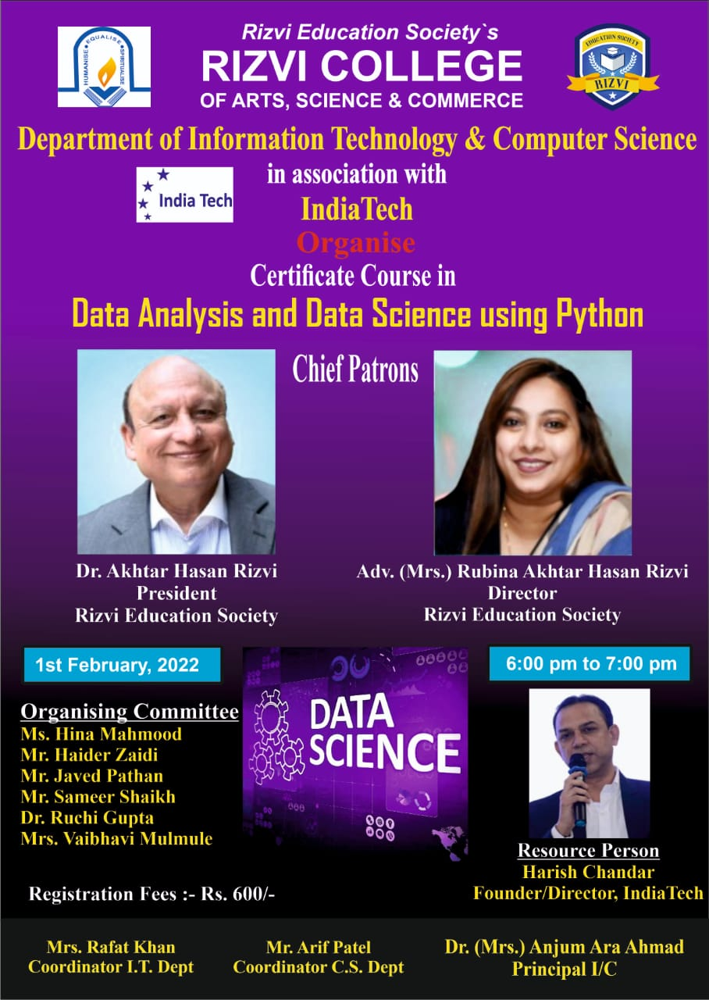 HUMANISE • EQUALISE • SPIRITUALISE
Rizvi Education Society`s
RIZVI COLLEGE
OF ARTS, SCIENCE & COMMERCE
EDUCATION SOCIETY
RIZVI
Department of Information Technology & Computer Science
in association with
India Tech
IndiaTech
Organise
Certificate Course in
Data Analysis and Data Science using Python
Chief Patrons
Dr. Akhtar Hasan Rizvi
President
Rizvi Education Society
Adv. (Mrs.) Rubina Akhtar Hasan Rizvi
Director
Rizvi Education Society
1st February, 2022
6:00 pm to 7:00 pm
Organising Committee
Ms. Hina Mahmood
Mr. Haider Zaidi
Mr. Javed Pathan
Mr. Sameer Shaikh
Dr. Ruchi Gupta
Mrs. Vaibhavi Mulmule
DATA
SCIENCE
Resource Person
Harish Chandar
Founder/Director, IndiaTech
Registration Fees :- Rs. 600/-
Mrs. Rafat Khan
Coordinator I.T. Dept
Mr. Arif Patel
Coordinator C.S. Dept
Dr. (Mrs.) Anjum Ara Ahmad
Principal I/C